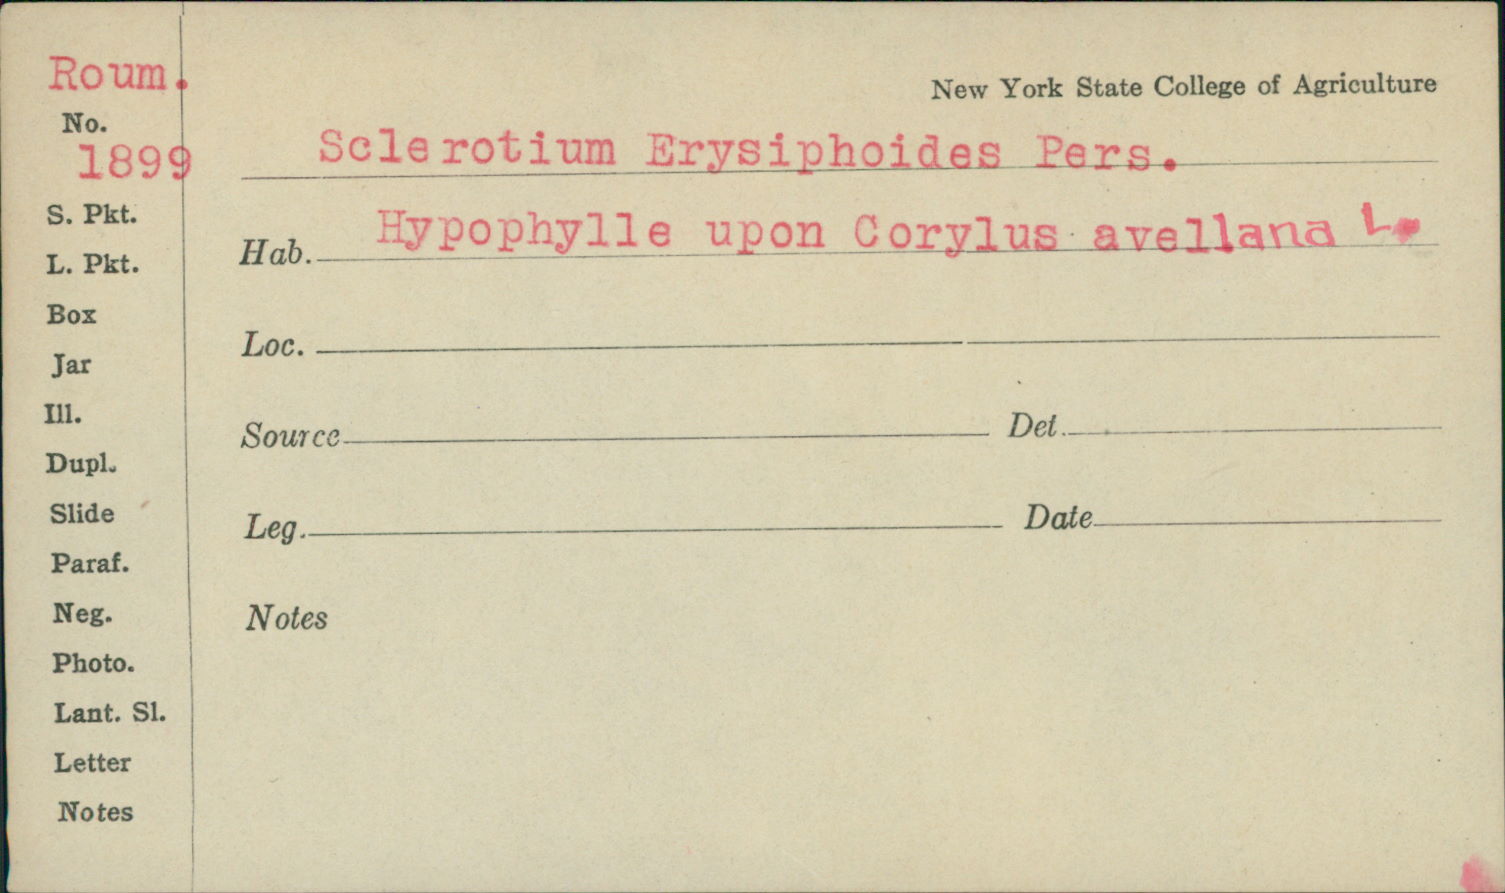 Roum.
New York State College of Agriculture
No.
1899
Sclerotium Erysiphoides Pers.
S. Pkt.
Hab. Hypophylle upon Corylus avellana L.
L. Pkt.
Box
Loc.
Jar
Ill.
Source Det.
Dupl.
Slide
Leg. Date
Paraf.
Neg.
Notes
Photo.
Lant. Sl.
Letter
Notes